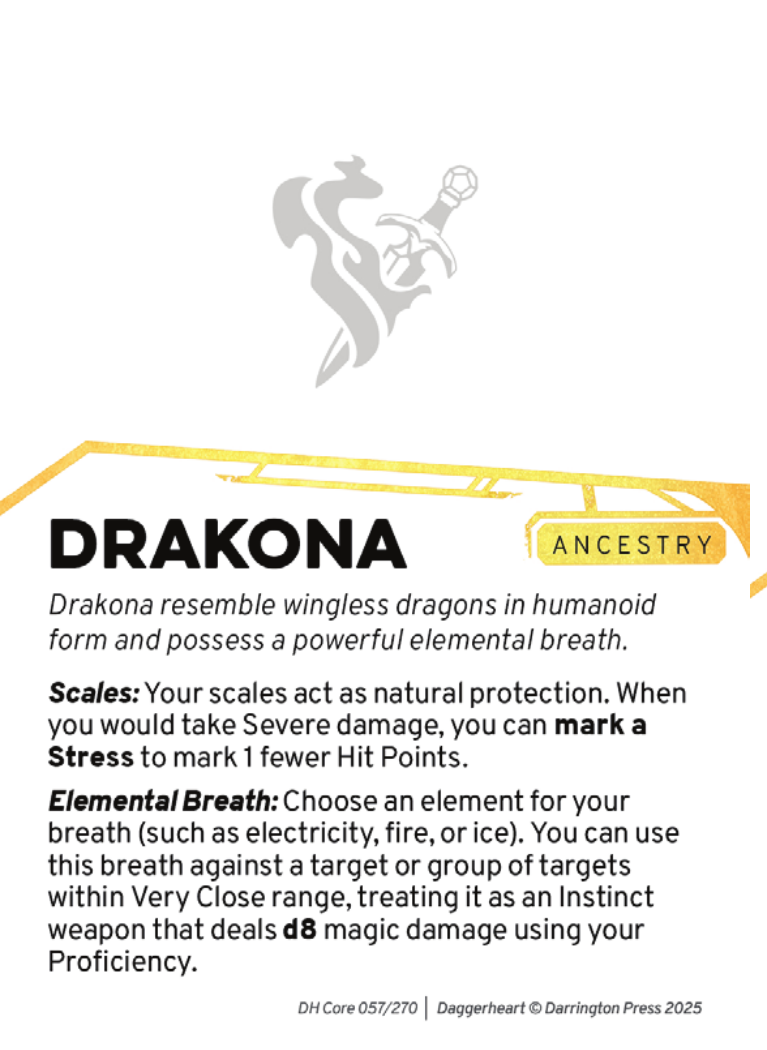 DRAKONA
ANCESTRY
Drakona resemble wingless dragons in humanoid
form and possess a powerful elemental breath.
Scales: Your scales act as natural protection. When
you would take Severe damage, you can mark a
Stress to mark 1 fewer Hit Points.
Elemental Breath: Choose an element for your
breath (such as electricity, fire, or ice). You can use
this breath against a target or group of targets
within Very Close range, treating it as an Instinct
weapon that deals d8 magic damage using your
Proficiency.
DH Core 057/270 | Daggerheart © Darrington Press 2025